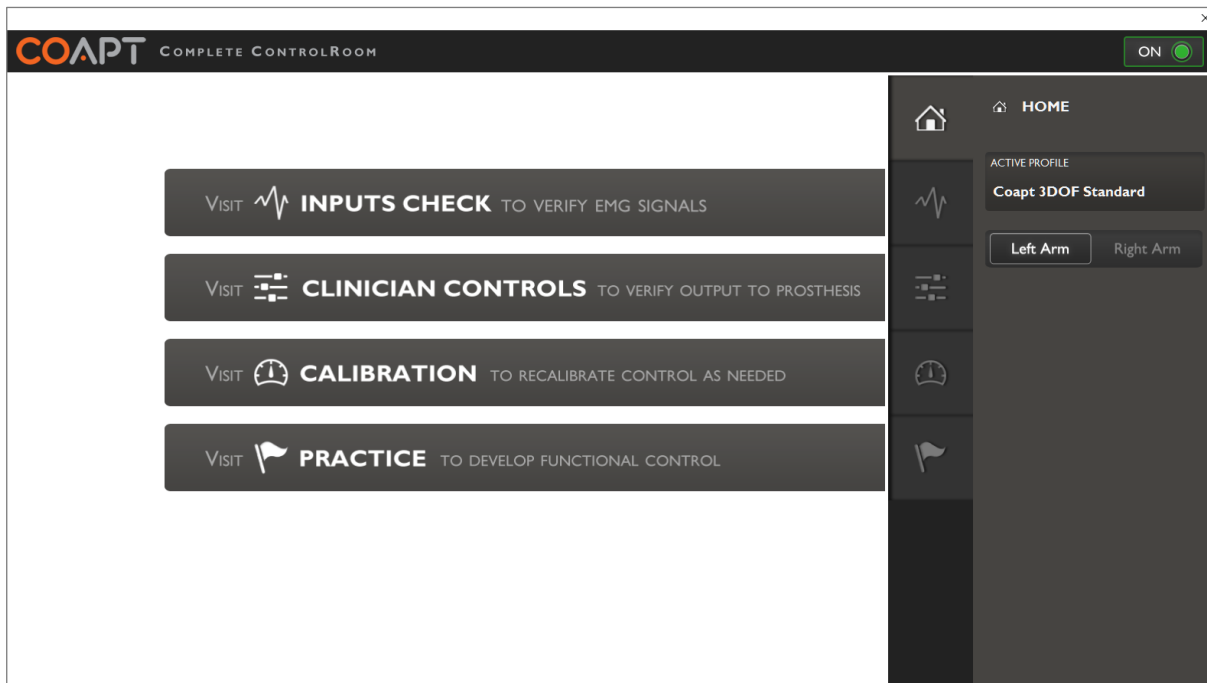 COAPT COMPLETE CONTROLROOM
ON
VISIT INPUTS CHECK TO VERIFY EMG SIGNALS
VISIT CLINICIAN CONTROLS TO VERIFY OUTPUT TO PROSTHESIS
VISIT CALIBRATION TO RECALIBRATE CONTROL AS NEEDED
VISIT PRACTICE TO DEVELOP FUNCTIONAL CONTROL
HOME
ACTIVE PROFILE
Coapt 3DOF Standard
Left Arm Right Arm